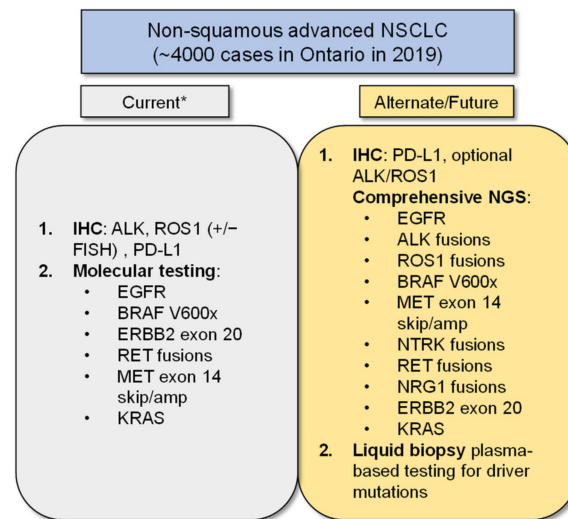 Non-squamous advanced NSCLC
(~4000 cases in Ontario in 2019)
Current*
1. IHC: ALK, ROS1 (+/−
FISH) , PD-L1
2. Molecular testing:
• EGFR
• BRAF V600x
• ERBB2 exon 20
• RET fusions
• MET exon 14
skip/amp
• KRAS
Alternate/Future
1. IHC: PD-L1, optional
ALK/ROS1
Comprehensive NGS:
• EGFR
• ALK fusions
• ROS1 fusions
• BRAF V600x
• MET exon 14
skip/amp
• NTRK fusions
• RET fusions
• NRG1 fusions
• ERBB2 exon 20
• KRAS
2. Liquid biopsy plasma-
based testing for driver
mutations